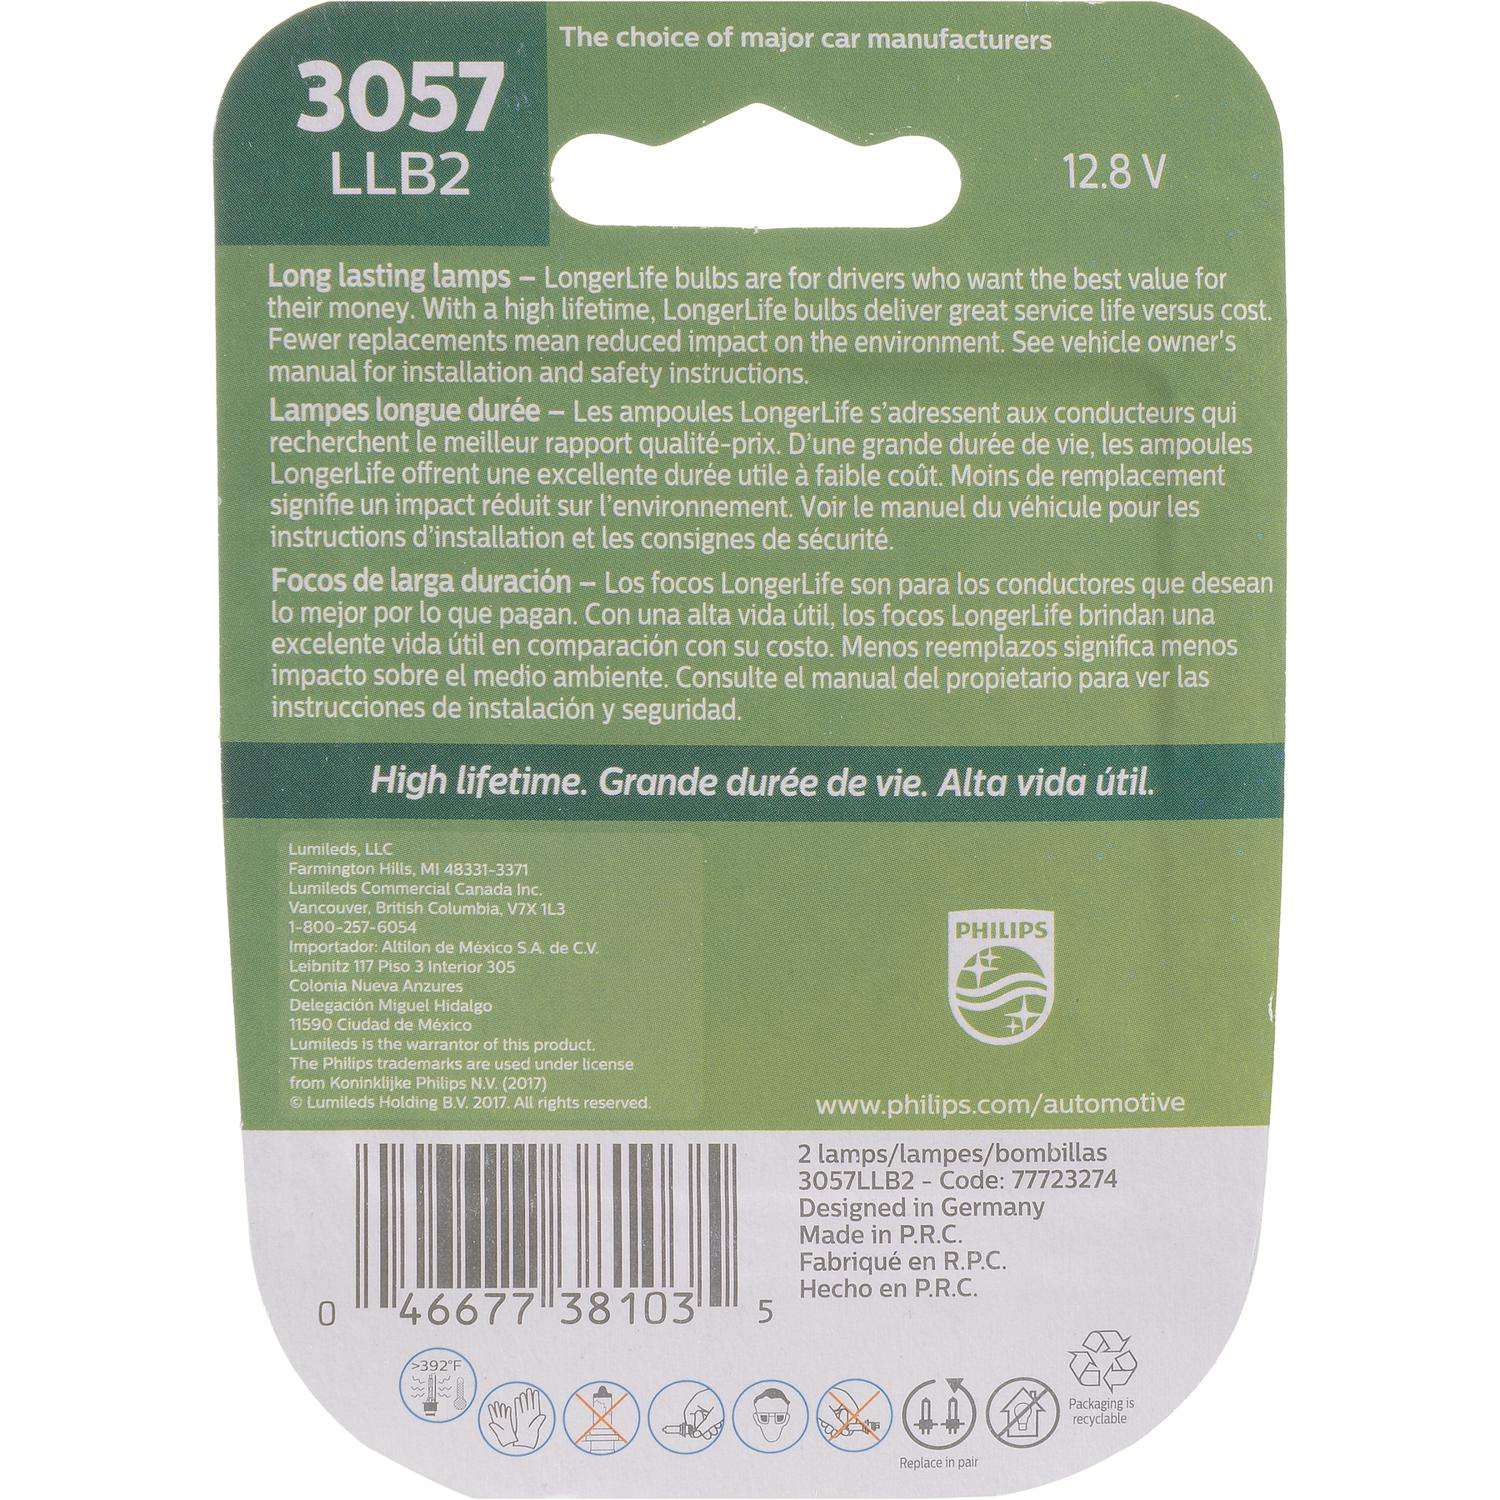 The choice of major car manufacturers
3057
LLB2
12.8 V
Long lasting lamps – LongerLife bulbs are for drivers who want the best value for
their money. With a high lifetime, LongerLife bulbs deliver great service life versus cost.
Fewer replacements mean reduced impact on the environment. See vehicle owner's
manual for installation and safety instructions.
Lampes longue durée – Les ampoules LongerLife s'adressent aux conducteurs qui
recherchent le meilleur rapport qualité-prix. D'une grande durée de vie, les ampoules
LongerLife offrent une excellente durée utile à faible coût. Moins de remplacement
signifie un impact réduit sur l'environnement. Voir le manuel du véhicule pour les
instructions d'installation et les consignes de sécurité.
Focos de larga duración – Los focos LongerLife son para los conductores que desean
lo mejor por lo que pagan. Con una alta vida útil, los focos LongerLife brindan una
excelente vida útil en comparación con su costo. Menos reemplazos significa menos
impacto sobre el medio ambiente. Consulte el manual del propietario para ver las
instrucciones de instalación y seguridad.
High lifetime. Grande durée de vie. Alta vida útil.
Lumileds, LLC
Farmington Hills, MI 48331-3371
Lumileds Commercial Canada Inc.
Vancouver, British Columbia, V7X 1L3
1-800-257-6054
Importador: Altilon de México S.A. de C.V.
Leibnitz 117 Piso 3 Interior 305
Colonia Nueva Anzures
Delegación Miguel Hidalgo
11590 Ciudad de México
Lumileds is the warrantor of this product.
The Philips trademarks are used under license
from Koninklijke Philips N.V. (2017)
© Lumileds Holding B.V. 2017. All rights reserved.
PHILIPS
www.philips.com/automotive
2 lamps/lampes/bombillas
3057LLB2 - Code: 77723274
Designed in Germany
Made in P.R.C.
Fabriqué en R.P.C.
Hecho en P.R.C.
0 46677 38103 5
>392°F
Replace in pair
Packaging is
recyclable